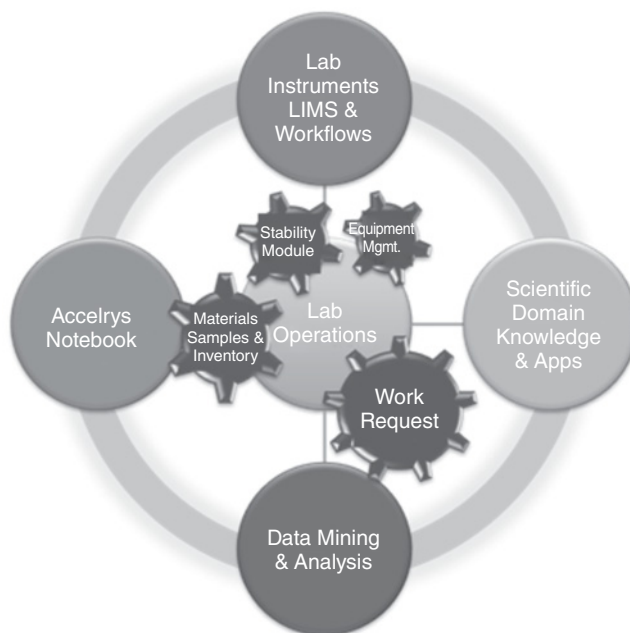 Lab
Instruments
LIMS &
Workflows
Stability
Module
Equipment
Mgmt.
Accelrys
Notebook
Materials
Samples &
Inventory
Lab
Operations
Scientific
Domain
Knowledge
& Apps
Work
Request
Data Mining
& Analysis